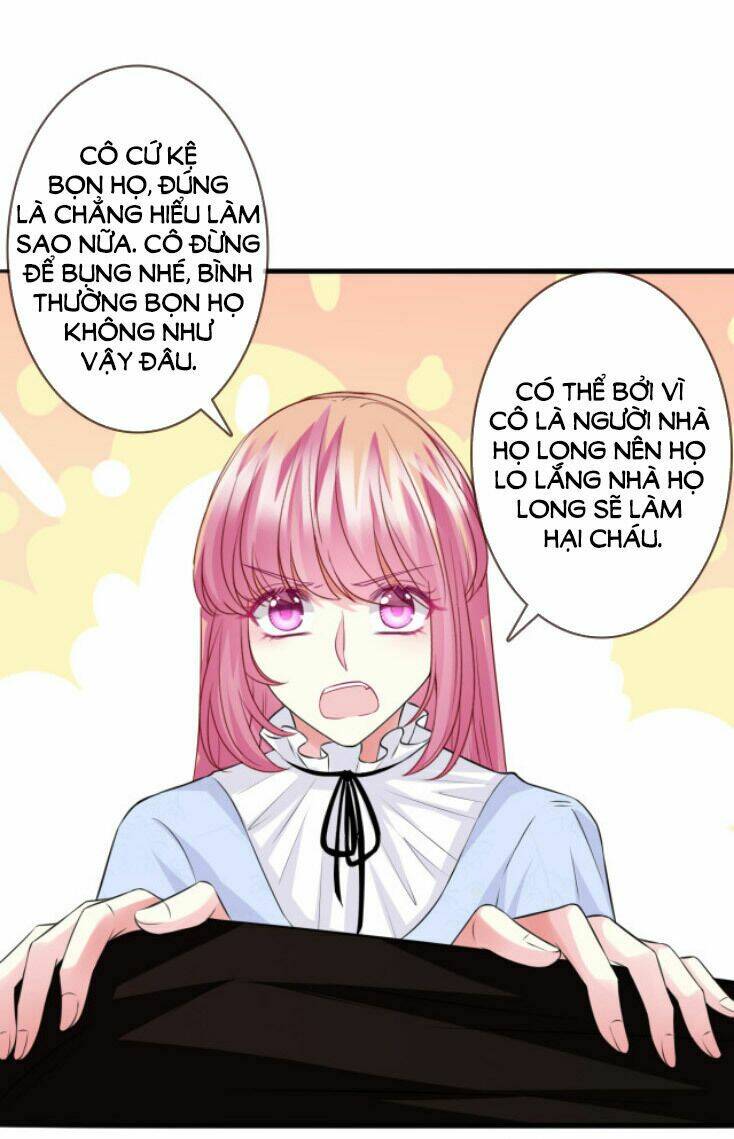 CÔ CỨ KỆ
BỌN HỌ, ĐÚNG
LÀ CHẲNG HIỂU LÀM
SAO NỮA. CÔ ĐỪNG
ĐỂ BỤNG NHÉ, BÌNH
THƯỜNG BỌN HỌ
KHÔNG NHƯ
VẬY ĐÂU.
CÓ THỂ BỞI VÌ
CÔ LÀ NGƯỜI NHÀ
HỌ LONG NÊN HỌ
LO LẮNG NHÀ HỌ
LONG SẼ LÀM
HẠI CHÁU.